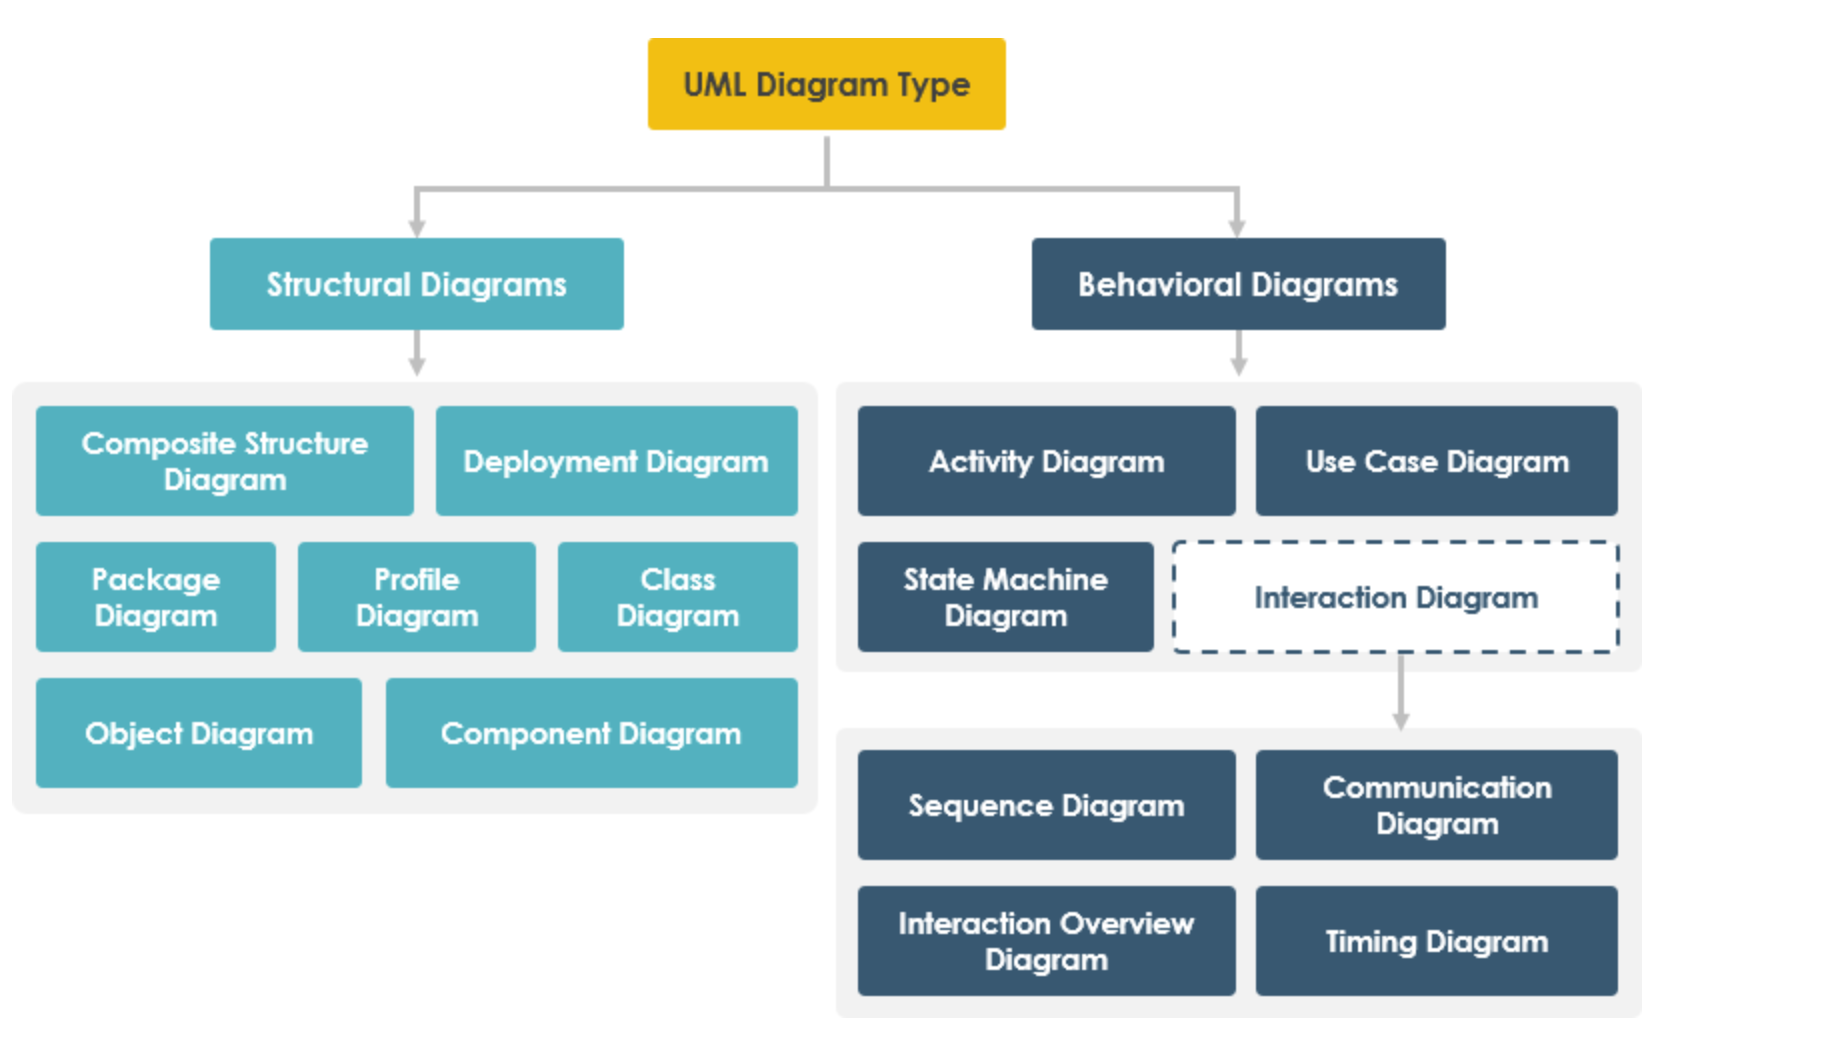 UML Diagram Type
Structural Diagrams
Behavioral Diagrams
Composite Structure
Diagram
Deployment Diagram
Package
Diagram
Profile
Diagram
Class
Diagram
Object Diagram
Component Diagram
Activity Diagram
Use Case Diagram
State Machine
Diagram
Interaction Diagram
Sequence Diagram
Communication
Diagram
Interaction Overview
Diagram
Timing Diagram